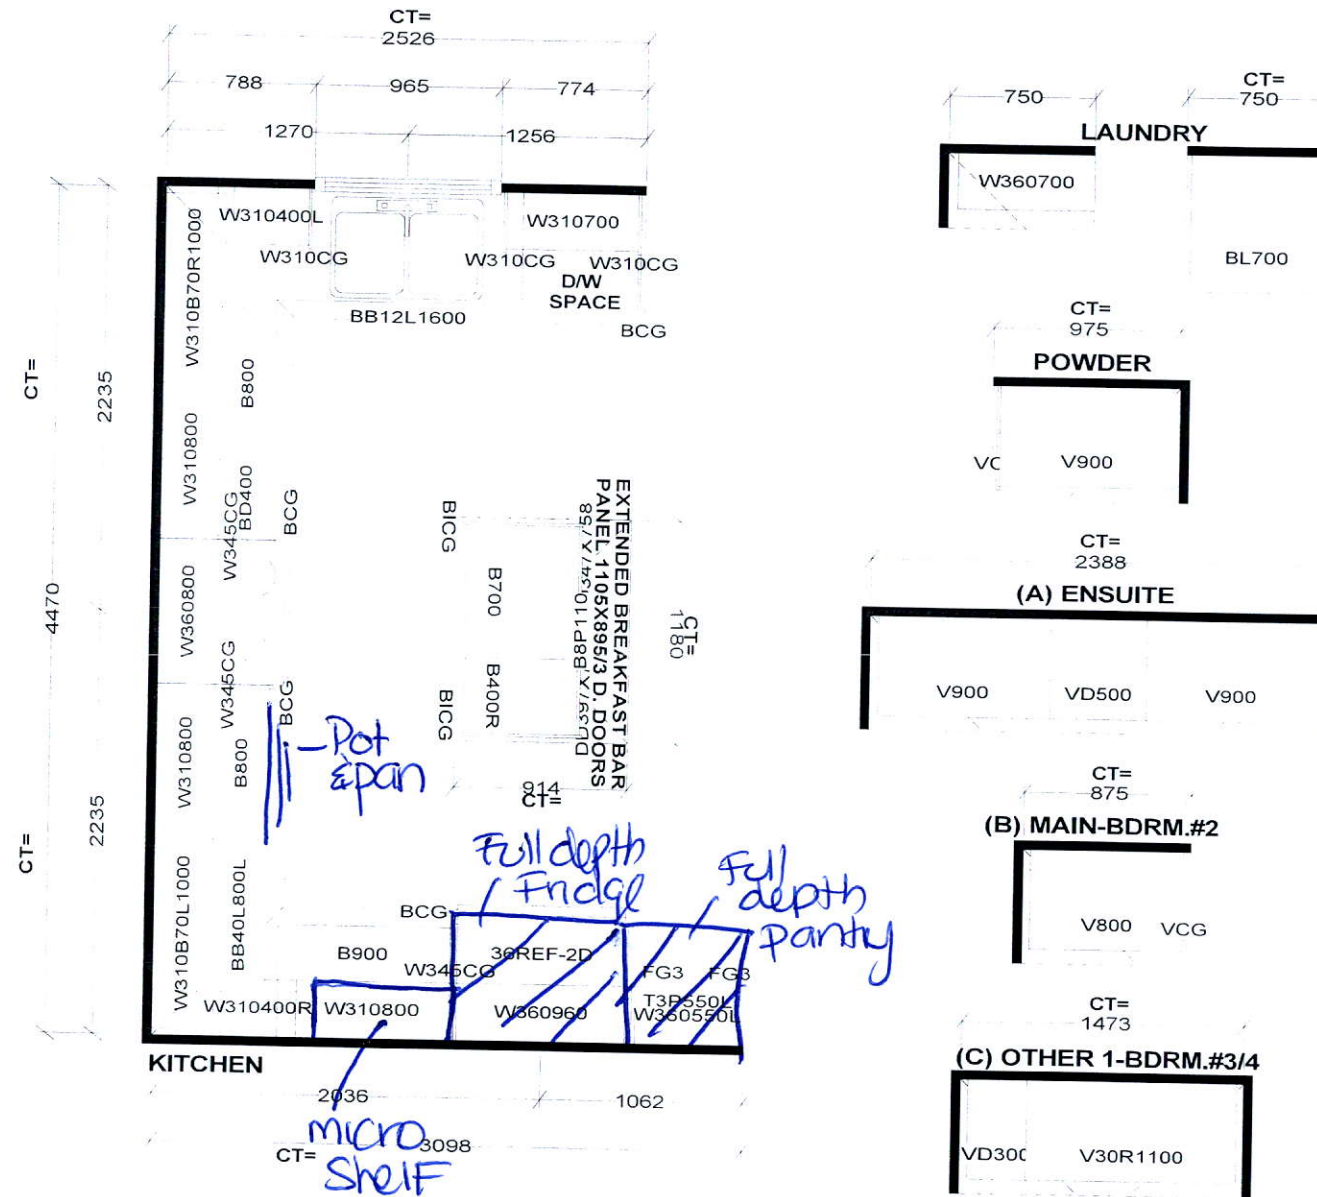 CT=
2526
788
965
774
1270
1256
W310400L
W310700
W310CG
W310CG
W310CG
D/W
SPACE
BB12L1600
BCG
W310B70R1000
B800
W310800
BD400
W345CG
BCG
CT=
2235
4470
W360800
W345CG
BCG
W310800
B800
CT=
2235
W310B70L1000
BB40L800L
BICG
B700
B400R
BICG
EXTENDED BREAKFAST BAR
PANEL 1105X895/3 D. DOORS
CT=
1180
914
CT=
Pot
& pan
Full depth
Fridge
Full
depth
pantry
BCG
B900
W345CG
36REF-2D
FG3
FG3
T3P550L
W360550L
W310400R
W310800
W360960
KITCHEN
2036
1062
3098
CT=
micro
Shelf
CT=
750
750
LAUNDRY
W360700
BL700
CT=
975
POWDER
VC
V900
CT=
2388
(A) ENSUITE
V900
VD500
V900
CT=
875
(B) MAIN-BDRM.#2
V800
VCG
CT=
1473
(C) OTHER 1-BDRM.#3/4
VD300
V30R1100